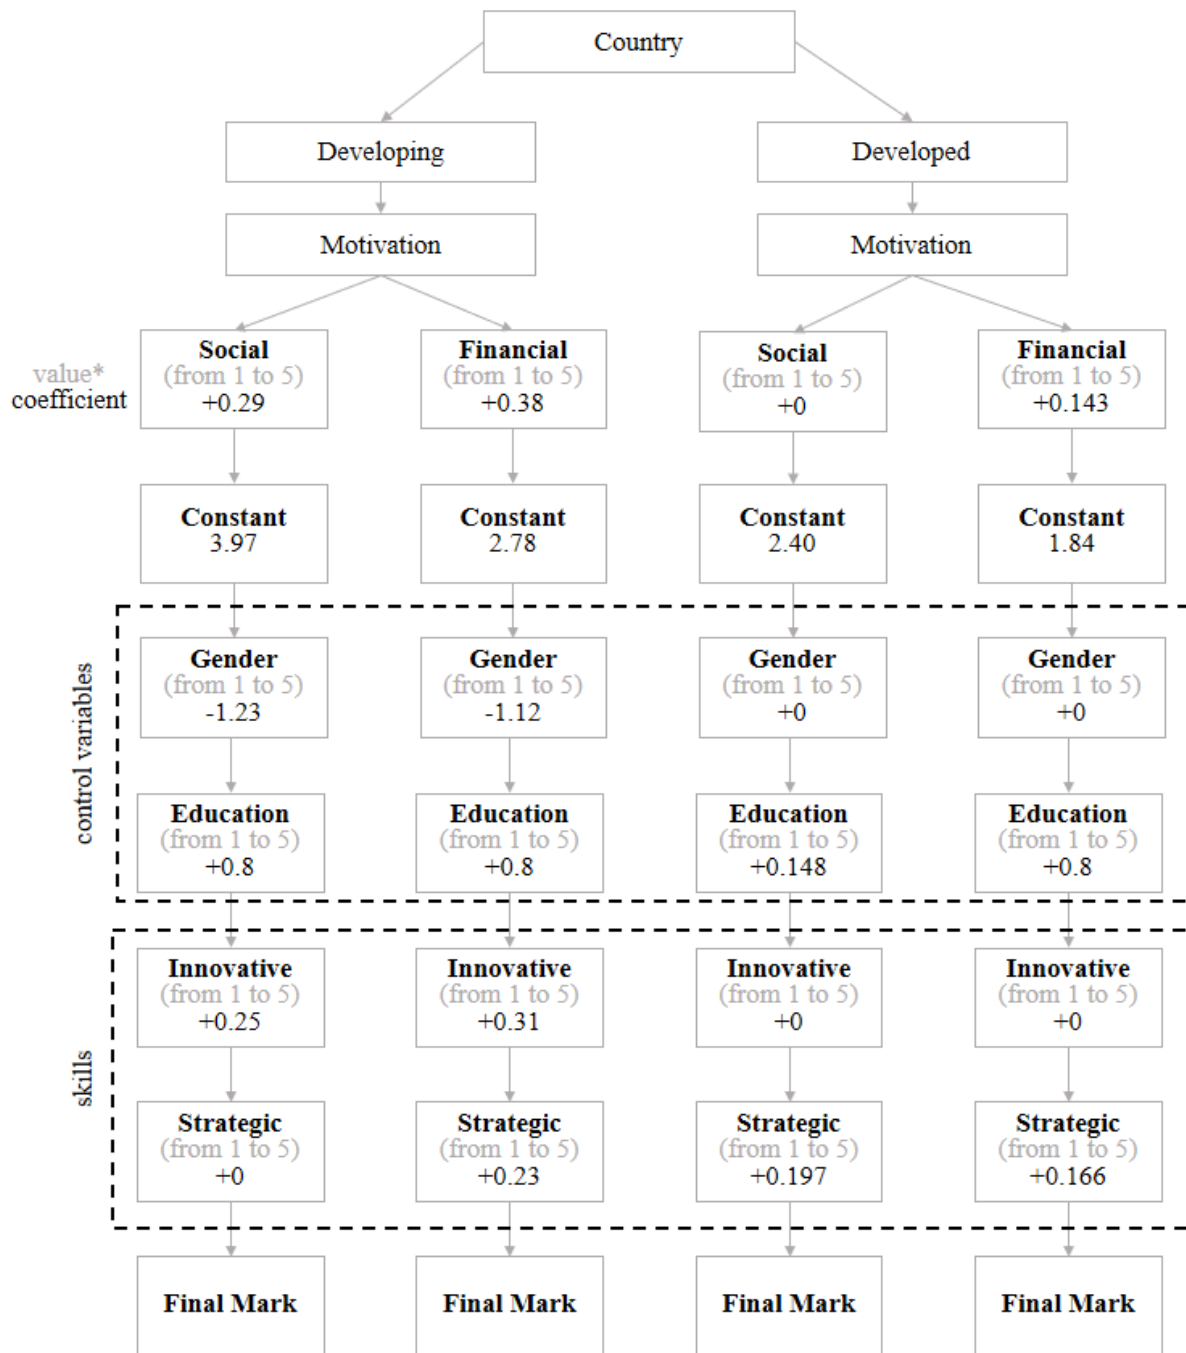 Country
Developing
Developed
Motivation
Motivation
value*
coefficient
Social
(from 1 to 5)
+0.29
Financial
(from 1 to 5)
+0.38
Social
(from 1 to 5)
+0
Financial
(from 1 to 5)
+0.143
Constant
3.97
Constant
2.78
Constant
2.40
Constant
1.84
control variables
Gender
(from 1 to 5)
-1.23
Gender
(from 1 to 5)
-1.12
Gender
(from 1 to 5)
+0
Gender
(from 1 to 5)
+0
Education
(from 1 to 5)
+0.8
Education
(from 1 to 5)
+0.8
Education
(from 1 to 5)
+0.148
Education
(from 1 to 5)
+0.8
skills
Innovative
(from 1 to 5)
+0.25
Innovative
(from 1 to 5)
+0.31
Innovative
(from 1 to 5)
+0
Innovative
(from 1 to 5)
+0
Strategic
(from 1 to 5)
+0
Strategic
(from 1 to 5)
+0.23
Strategic
(from 1 to 5)
+0.197
Strategic
(from 1 to 5)
+0.166
Final Mark
Final Mark
Final Mark
Final Mark